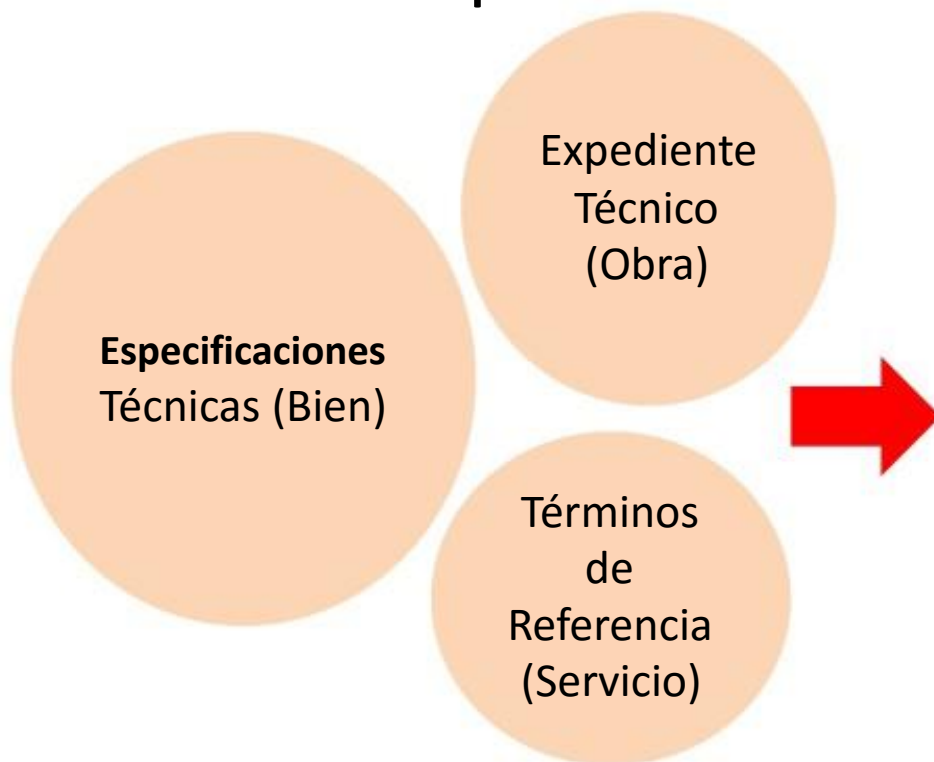 Especificaciones
Técnicas (Bien)
Expediente
Técnico
(Obra)
Términos
de
Referencia
(Servicio)